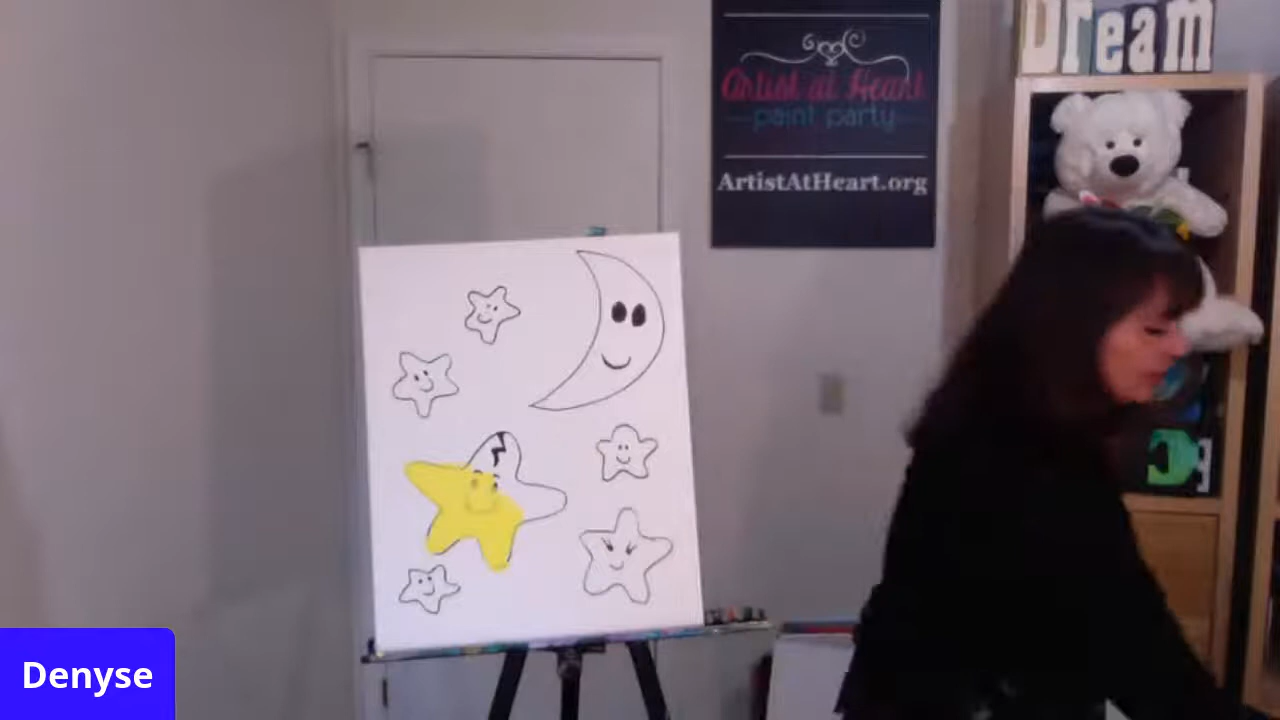 Dream
Artist at Heart
paint party
ArtistAtHeart.org
Denyse